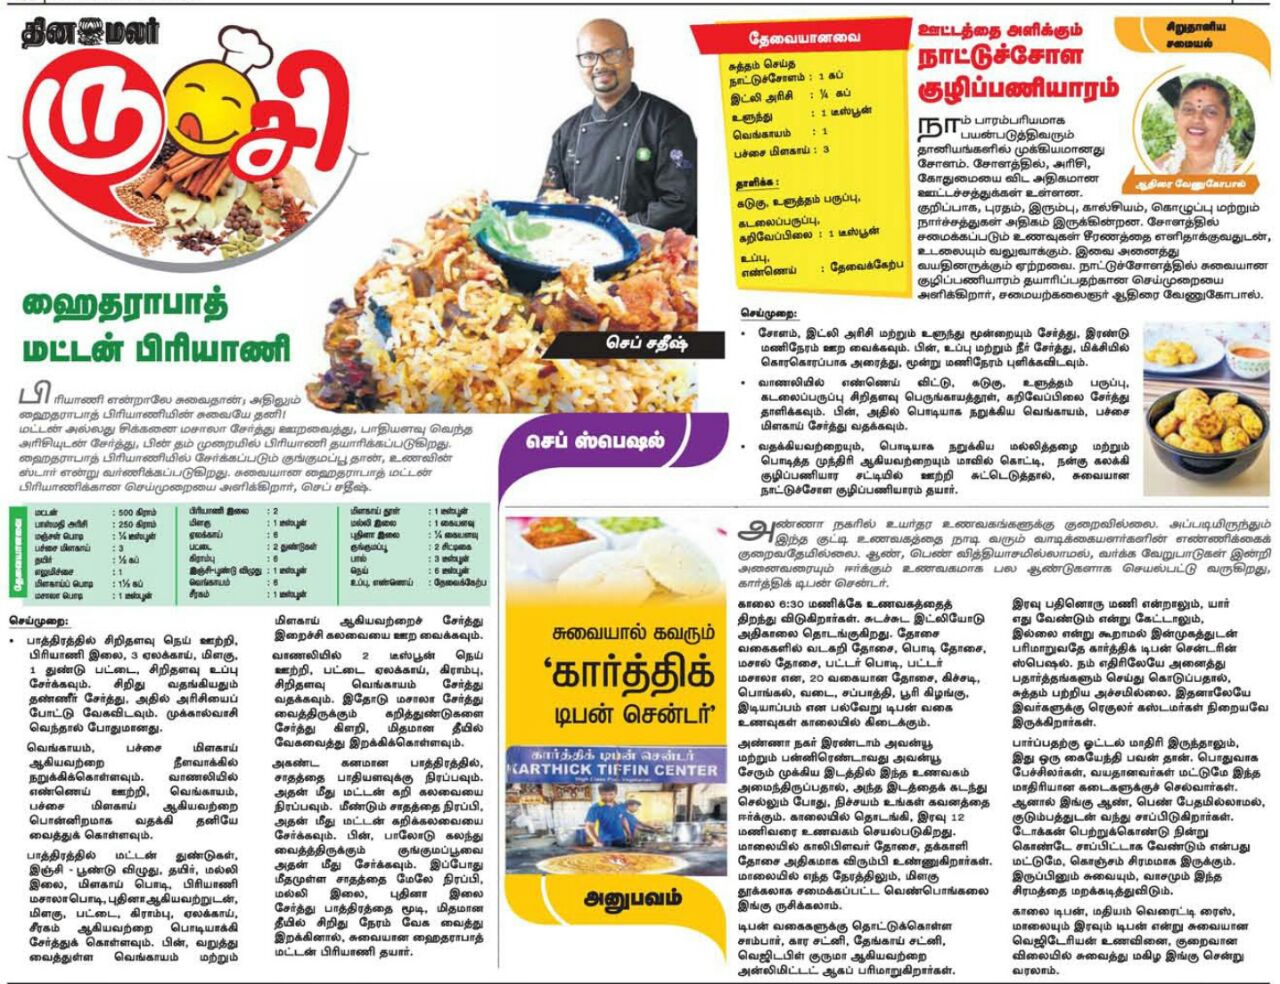 தினமலர்
ருசி
ஹைதராபாத்
மட்டன் பிரியாணி
செப் சதீஷ்
பிரியாணி என்றாலே சுவைதான்; அதிலும்
ஹைதராபாத் பிரியாணியின் சுவையே தனி!
மட்டன் அல்லது சிக்கனை மசாலா சேர்த்து ஊறவைத்து, பாதியளவு வெந்த
அரிசியுடன் சேர்த்து, பின் தம் முறையில் பிரியாணி தயாரிக்கப்படுகிறது.
ஹைதராபாத் பிரியாணியில் சேர்க்கப்படும் குங்குமப்பூ தான், உணவின்
ஸ்டார் என்று வர்ணிக்கப்படுகிறது. சுவையான ஹைதராபாத் மட்டன்
பிரியாணிக்கான செய்முறையை அளிக்கிறார், செப் சதீஷ்.
செப் ஸ்பெஷல்
தேவையானவை
மட்டன் : 500 கிராம்
பாஸ்மதி அரிசி : 250 கிராம்
மஞ்சள் பொடி : ¼ டீஸ்பூன்
பச்சை மிளகாய் : 3
தயிர் : ½ கப்
எலுமிச்சை : 1
மிளகாய்ப் பொடி : 1½ கப்
மசாலா பொடி : 1 டீஸ்பூன்
பிரியாணி இலை : 2
மிளகு : 1 டீஸ்பூன்
ஏலக்காய் : 6
பட்டை : 2 துண்டுகள்
கிராம்பு : 6
இஞ்சி-பூண்டு விழுது : 1 டீஸ்பூன்
வெங்காயம் : 6
சீரகம் : 1 டீஸ்பூன்
மிளகாய் தூள் : 1 டீஸ்பூன்
மல்லி இலை : 1 கையளவு
புதினா இலை : ¼ கையளவு
குங்குமப்பூ : 2 சிட்டிகை
பால் : 5 டீஸ்பூன்
நெய் : 6 டீஸ்பூன்
உப்பு, எண்ணெய் : தேவைக்கேற்ப
செய்முறை:
• பாத்திரத்தில் சிறிதளவு நெய் ஊற்றி,
பிரியாணி இலை, 3 ஏலக்காய், மிளகு,
1 துண்டு பட்டை, சிறிதளவு உப்பு
சேர்க்கவும். சிறிது வதங்கியதும்
தண்ணீர் சேர்த்து, அதில் அரிசியைப்
போட்டு வேகவிடவும். முக்கால்வாசி
வெந்தால் போதுமானது.
வெங்காயம், பச்சை மிளகாய்
ஆகியவற்றை நீளவாக்கில்
நறுக்கிக்கொள்ளவும். வாணலியில்
எண்ணெய் ஊற்றி, வெங்காயம்,
பச்சை மிளகாய் ஆகியவற்றை
பொன்னிறமாக வதக்கி தனியே
வைத்துக் கொள்ளவும்.
பாத்திரத்தில் மட்டன் துண்டுகள்,
இஞ்சி - பூண்டு விழுது, தயிர், மல்லி
இலை, மிளகாய் பொடி, பிரியாணி
மசாலா பொடி, புதினா ஆகியவற்றுடன்,
மிளகு, பட்டை, கிராம்பு, ஏலக்காய்,
சீரகம் ஆகியவற்றை பொடியாக்கி
சேர்த்துக் கொள்ளவும். பின், வறுத்து
வைத்துள்ள வெங்காயம் மற்றும்
மிளகாய் ஆகியவற்றைச் சேர்த்து
இறைச்சி கலவையை ஊற வைக்கவும்.
வாணலியில் 2 டீஸ்பூன் நெய்
ஊற்றி, பட்டை ஏலக்காய், கிராம்பு,
சிறிதளவு வெங்காயம் சேர்த்து
வதக்கவும். இதோடு மசாலா சேர்த்து
வைத்திருக்கும் கறித்துண்டுகளை
சேர்த்து கிளறி, மிதமான தீயில்
வேகவைத்து இறக்கிக்கொள்ளவும்.
அகண்ட கனமான பாத்திரத்தில்,
சாதத்தை பாதியளவுக்கு நிரப்பவும்.
அதன் மீது மட்டன் கறி கலவையை
நிரப்பவும். மீண்டும் சாதத்தை நிரப்பி,
அதன் மீது மட்டன் கறிக்கலவையை
சேர்க்கவும். பின், பாலோடு கலந்து
வைத்திருக்கும் குங்குமப்பூவை
அதன் மீது சேர்க்கவும். இப்போது
மீதமுள்ள சாதத்தை மேலே நிரப்பி,
மல்லி இலை, புதினா இலை
சேர்த்து பாத்திரத்தை மூடி, மிதமான
தீயில் சிறிது நேரம் வேக வைத்து
இறக்கினால், சுவையான ஹைதராபாத்
மட்டன் பிரியாணி தயார்.
தேவையானவை
சுத்தம் செய்த
நாட்டுச்சோளம் : 1 கப்
இட்லி அரிசி : ¼ கப்
உளுந்து : 1 டீஸ்பூன்
வெங்காயம் : 1
பச்சை மிளகாய் : 3
தாளிக்க :
கடுகு, உளுத்தம் பருப்பு,
கடலைப்பருப்பு,
கறிவேப்பிலை : 1 டீஸ்பூன்
உப்பு,
எண்ணெய் : தேவைக்கேற்ப
ஊட்டத்தை அளிக்கும்
நாட்டுச்சோள
குழிப்பணியாரம்
சிறுதானிய
சமையல்
ஆதிரை வேணுகோபால்
நாம் பாரம்பரியமாக
பயன்படுத்திவரும்
தானியங்களில் முக்கியமானது
சோளம். சோளத்தில், அரிசி,
கோதுமையை விட அதிகமான
ஊட்டச்சத்துக்கள் உள்ளன.
குறிப்பாக, புரதம், இரும்பு, கால்சியம், கொழுப்பு மற்றும்
நார்ச்சத்துகள் அதிகம் இருக்கின்றன. சோளத்தில்
சமைக்கப்படும் உணவுகள் சீரணத்தை எளிதாக்குவதுடன்,
உடலையும் வலுவாக்கும். இவை அனைத்து
வயதினருக்கும் ஏற்றவை. நாட்டுச்சோளத்தில் சுவையான
குழிப்பணியாரம் தயாரிப்பதற்கான செய்முறையை
அளிக்கிறார், சமையற்கலைஞர் ஆதிரை வேணுகோபால்.
செய்முறை:
• சோளம், இட்லி அரிசி மற்றும் உளுந்து மூன்றையும் சேர்த்து, இரண்டு
மணிநேரம் ஊற வைக்கவும். பின், உப்பு மற்றும் நீர் சேர்த்து, மிக்சியில்
கொரகொரப்பாக அரைத்து, மூன்று மணிநேரம் புளிக்கவிடவும்.
• வாணலியில் எண்ணெய் விட்டு, கடுகு, உளுத்தம் பருப்பு,
கடலைப்பருப்பு சிறிதளவு பெருங்காயத்தூள், கறிவேப்பிலை சேர்த்து
தாளிக்கவும். பின், அதில் பொடியாக நறுக்கிய வெங்காயம், பச்சை
மிளகாய் சேர்த்து வதக்கவும்.
• வதக்கியவற்றையும், பொடியாக நறுக்கிய மல்லித்தழை மற்றும்
பொடித்த முந்திரி ஆகியவற்றையும் மாவில் கொட்டி, நன்கு கலக்கி
குழிப்பணியார சட்டியில் ஊற்றி சுட்டெடுத்தால், சுவையான
நாட்டுச்சோள குழிப்பணியாரம் தயார்.
சுவையால் கவரும்
'கார்த்திக்
டிபன் சென்டர்'
கார்த்திக் டிபன் சென்டர்
KARTHICK TIFFIN CENTER
High Class Pure Vegetarian
அனுபவம்
அண்ணா நகரில் உயர்தர உணவகங்களுக்கு குறைவில்லை. அப்படியிருந்தும்
இந்த குட்டி உணவகத்தை நாடி வரும் வாடிக்கையாளர்களின் எண்ணிக்கைக்
குறைவதேயில்லை. ஆண், பெண் வித்தியாசமில்லாமல், வர்க்க வேறுபாடுகள் இன்றி
அனைவரையும் ஈர்க்கும் உணவகமாக பல ஆண்டுகளாக செயல்பட்டு வருகிறது,
கார்த்திக் டிபன் சென்டர்.
காலை 6:30 மணிக்கே உணவகத்தைத்
திறந்து விடுகிறார்கள். சுடச்சுட இட்லியோடு
அதிகாலை தொடங்குகிறது. தோசை
வகைகளில் வடகறி தோசை, பொடி தோசை,
மசால் தோசை, பட்டர் பொடி, பட்டர்
மசாலா என, 20 வகையான தோசை, கிச்சடி,
பொங்கல், வடை, சப்பாத்தி, பூரி கிழங்கு,
இடியாப்பம் என பல்வேறு டிபன் வகை
உணவுகள் காலையில் கிடைக்கும்.
அண்ணா நகர் இரண்டாம் அவன்யூ
மற்றும் பன்னிரெண்டாவது அவன்யூ
சேரும் முக்கிய இடத்தில் இந்த உணவகம்
அமைந்திருப்பதால், அந்த இடத்தைக் கடந்து
செல்லும் போது, நிச்சயம் உங்கள் கவனத்தை
ஈர்க்கும். காலையில் தொடங்கி, இரவு 12
மணிவரை உணவகம் செயல்படுகிறது.
மாலையில் காலிபிளவர் தோசை, தக்காளி
தோசை அதிகமாக விரும்பி உண்ணுகிறார்கள்.
மாலையில் எந்த நேரத்திலும், மிளகு
தூக்கலாக சமைக்கப்பட்ட வெண்பொங்கலை
இங்கு ருசிக்கலாம்.
டிபன் வகைகளுக்கு தொட்டுக்கொள்ள
சாம்பார், கார சட்னி, தேங்காய் சட்னி,
வெஜிடபிள் குருமா ஆகியவற்றை
அன்லிமிட்டட் ஆகப் பரிமாறுகிறார்கள்.
இரவு பதினொரு மணி என்றாலும், யார்
எது வேண்டும் என்று கேட்டாலும்,
இல்லை என்று கூறாமல் இன்முகத்துடன்
பரிமாறுவதே கார்த்திக் டிபன் சென்டரின்
ஸ்பெஷல். நம் எதிரிலேயே அனைத்து
பதார்த்தங்களும் செய்து கொடுப்பதால்,
சுத்தம் பற்றிய அச்சமில்லை. இதனாலேயே
இவர்களுக்கு ரெகுலர் கஸ்டமர்கள் நிறையவே
இருக்கிறார்கள்.
பார்ப்பதற்கு ஓட்டல் மாதிரி இருந்தாலும்,
இது ஒரு கையேந்தி பவன் தான். பொதுவாக
பேச்சிலர்கள், வயதானவர்கள் மட்டுமே இந்த
மாதிரியான கடைகளுக்குச் செல்வார்கள்.
ஆனால் இங்கு ஆண், பெண் பேதமில்லாமல்,
குடும்பத்துடன் வந்து சாப்பிடுகிறார்கள்.
டோக்கன் பெற்றுக்கொண்டு நின்று
கொண்டே சாப்பிட்டாக வேண்டும் என்பது
மட்டுமே, கொஞ்சம் சிரமமாக இருக்கும்.
இருப்பினும் சுவையும், வாசமும் இந்த
சிரமத்தை மறக்கடித்துவிடும்.
காலை டிபன், மதியம் வெரைட்டி ரைஸ்,
மாலையும் இரவும் டிபன் என்று சுவையான
வெஜிடேரியன் உணவினை, குறைவான
விலையில் சுவைத்து மகிழ இங்கு சென்று
வரலாம்.